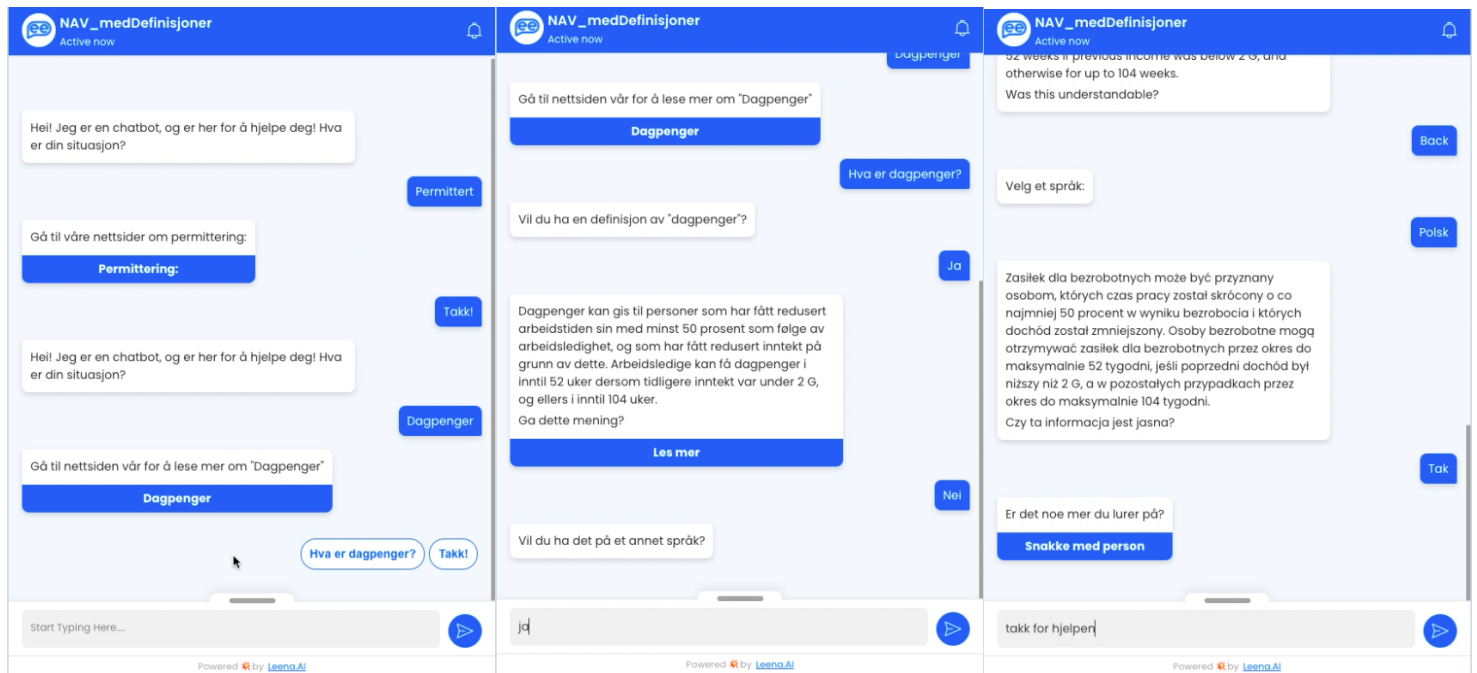 NAV_medDefinisjoner
Active now
Hei! Jeg er en chatbot, og er her for å hjelpe deg! Hva
er din situasjon?
Permittert
Gå til våre nettsider om permittering:
Permittering:
Takk!
Hei! Jeg er en chatbot, og er her for å hjelpe deg! Hva
er din situasjon?
Dagpenger
Gå til nettsiden vår for å lese mer om "Dagpenger"
Dagpenger
Hva er dagpenger?
Takk!
Start Typing Here...
Powered by Leena.AI
NAV_medDefinisjoner
Active now
Dagpenger
Gå til nettsiden vår for å lese mer om "Dagpenger"
Dagpenger
Hva er dagpenger?
Vil du ha en definisjon av "dagpenger"?
Ja
Dagpenger kan gis til personer som har fått redusert
arbeidstiden sin med minst 50 prosent som følge av
arbeidsledighet, og som har fått redusert inntekt på
grunn av dette. Arbeidsledige kan få dagpenger i
inntil 52 uker dersom tidligere inntekt var under 2 G,
og ellers i inntil 104 uker.
Ga dette mening?
Les mer
Nei
Vil du ha det på et annet språk?
ja
Powered by Leena.AI
NAV_medDefinisjoner
Active now
52 weeks if previous income was below 2 G, and
otherwise for up to 104 weeks.
Was this understandable?
Back
Velg et språk:
Polsk
Zasiłek dla bezrobotnych może być przyznany
osobom, których czas pracy został skrócony o co
najmniej 50 procent w wyniku bezrobocia i których
dochód został zmniejszony. Osoby bezrobotne mogą
otrzymywać zasiłek dla bezrobotnych przez okres do
maksymalnie 52 tygodni, jeśli poprzedni dochód był
niższy niż 2 G, a w pozostałych przypadkach przez
okres do maksymalnie 104 tygodni.
Czy ta informacja jest jasna?
Tak
Er det noe mer du lurer på?
Snakke med person
takk for hjelpen
Powered by Leena.AI